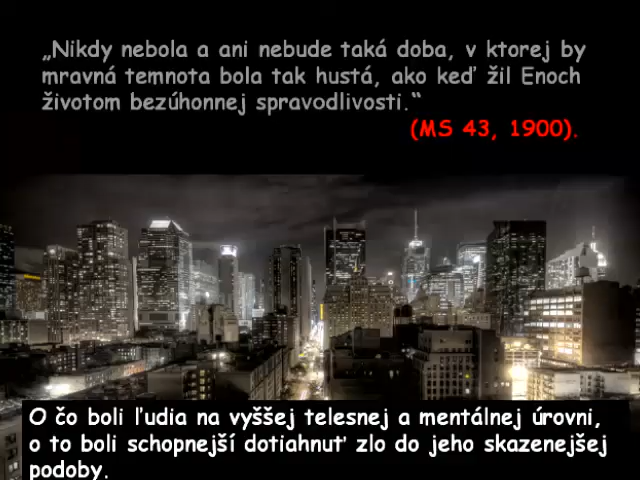 „Nikdy nebola a ani nebude taká doba, v ktorej by
mravná temnota bola tak hustá, ako keď žil Enoch
životom bezúhonnej spravodlivosti.“
(MS 43, 1900).
O čo boli ľudia na vyššej telesnej a mentálnej úrovni,
o to boli schopnejší dotiahnuť zlo do jeho skazenejšej
podoby.